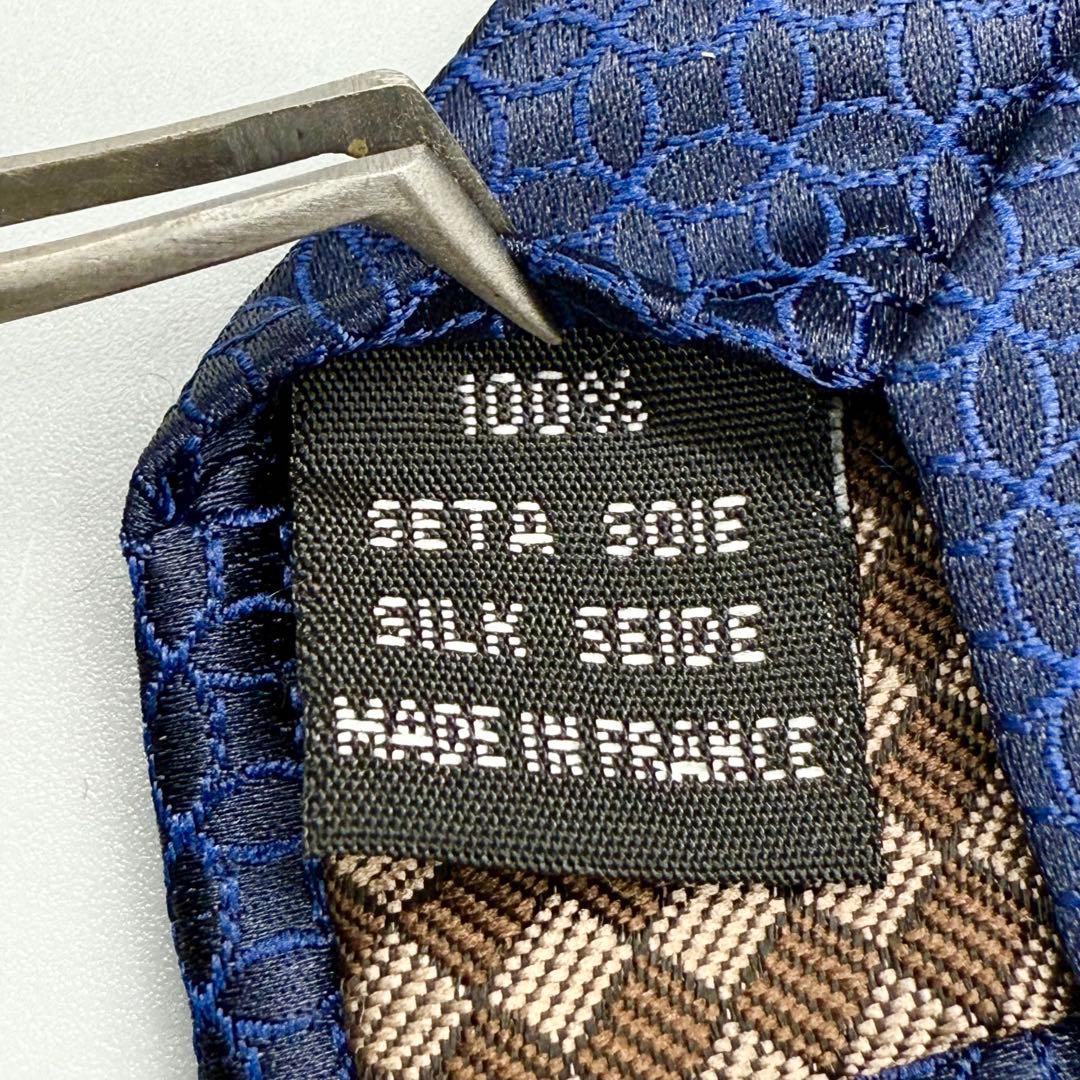 100%
SETA SOIE
SILK SEIDE
MADE IN FRANCE